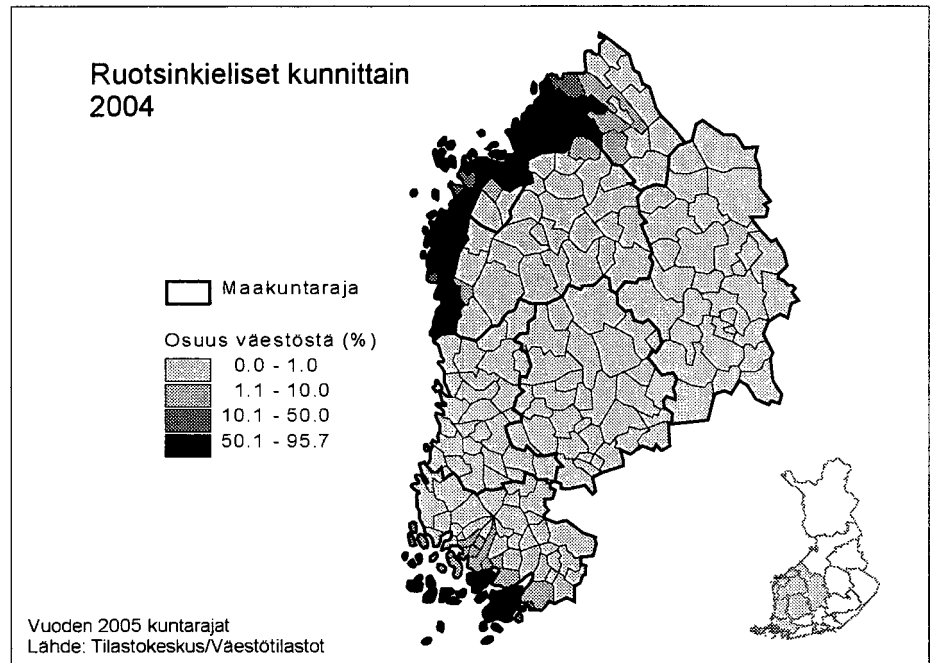 Ruotsinkieliset kunnittain
2004
Maakuntaraja
Osuus väestöstä (%)
0.0 - 1.0
1.1 - 10.0
10.1 - 50.0
50.1 - 95.7
Vuoden 2005 kuntarajat
Lähde: Tilastokeskus/Väestötilastot